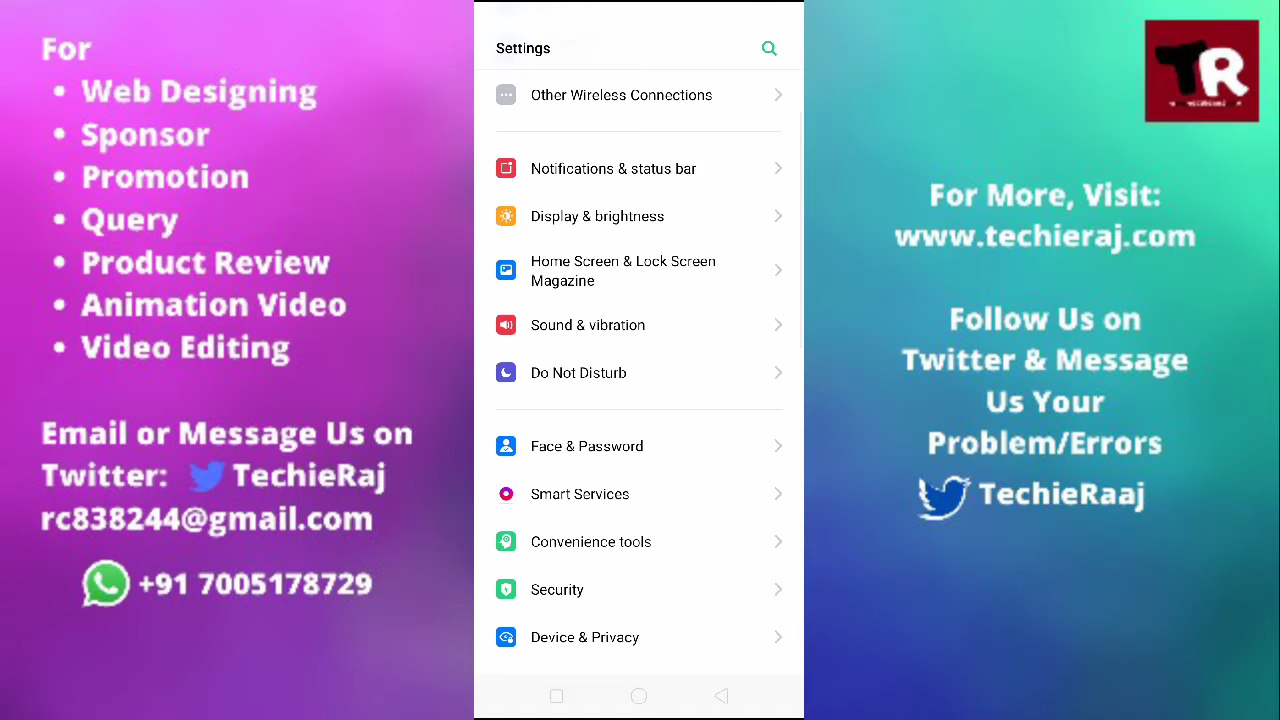 For
• Web Designing
• Sponsor
• Promotion
• Query
• Product Review
• Animation Video
• Video Editing
Email or Message Us on
Twitter: TechieRaj
rc838244@gmail.com
+91 7005178729
Settings
Other Wireless Connections
Notifications & status bar
Display & brightness
Home Screen & Lock Screen
Magazine
Sound & vibration
Do Not Disturb
Face & Password
Smart Services
Convenience tools
Security
Device & Privacy
TR
For More, Visit:
www.techieraj.com
Follow Us on
Twitter & Message
Us Your
Problem/Errors
TechieRaaj